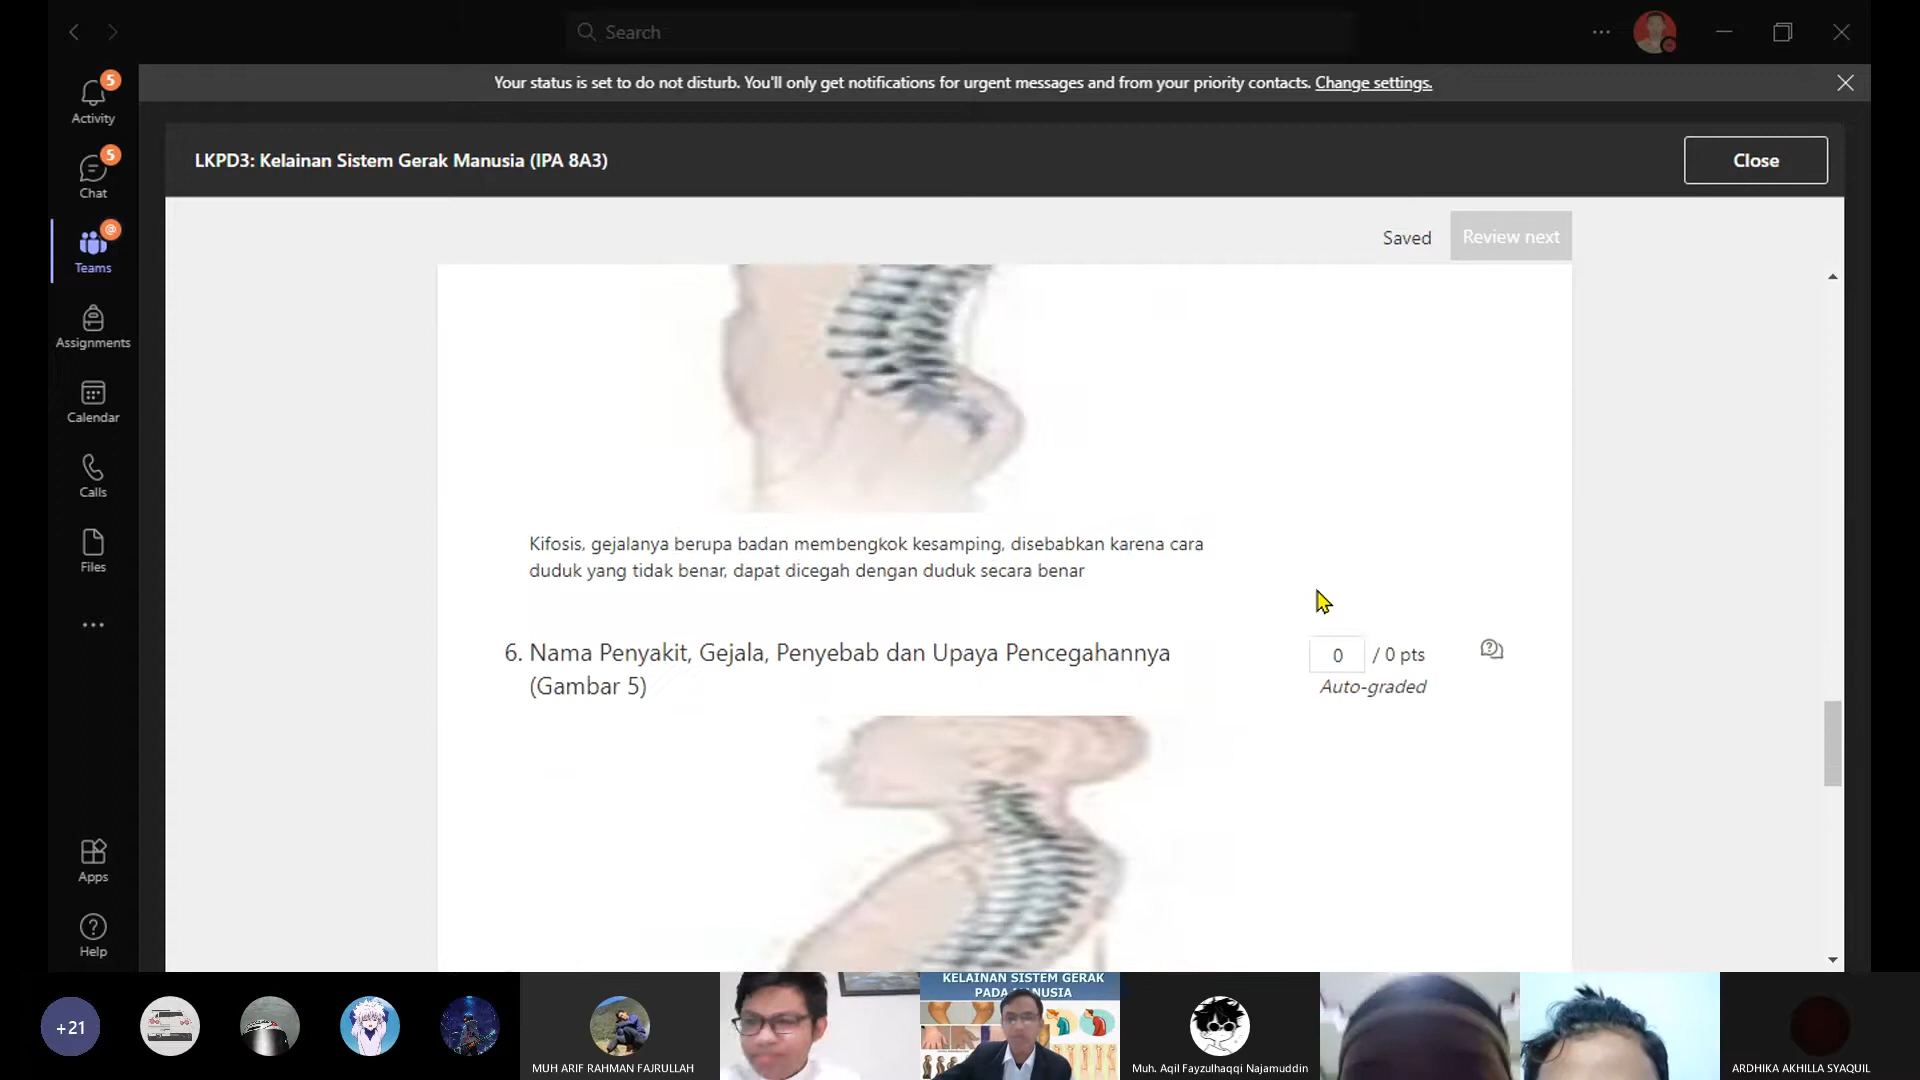 Search
Your status is set to do not disturb. You'll only get notifications for urgent messages and from your priority contacts. Change settings.
5
Activity
5
Chat
@
Teams
Assignments
Calendar
Calls
Files
Apps
Help
LKPD3: Kelainan Sistem Gerak Manusia (IPA 8A3)
Close
Saved
Review next
Kifosis, gejalanya berupa badan membengkok kesamping, disebabkan karena cara
duduk yang tidak benar, dapat dicegah dengan duduk secara benar
6. Nama Penyakit, Gejala, Penyebab dan Upaya Pencegahannya
(Gambar 5)
0 / 0 pts
Auto-graded
+21
MUH ARIF RAHMAN FAJRULLAH
KELAINAN SISTEM GERAK
PADA MANUSIA
Muh. Aqil Fayzulhaqqi Najamuddin
ARDHIKA AKHILLA SYAQUIL